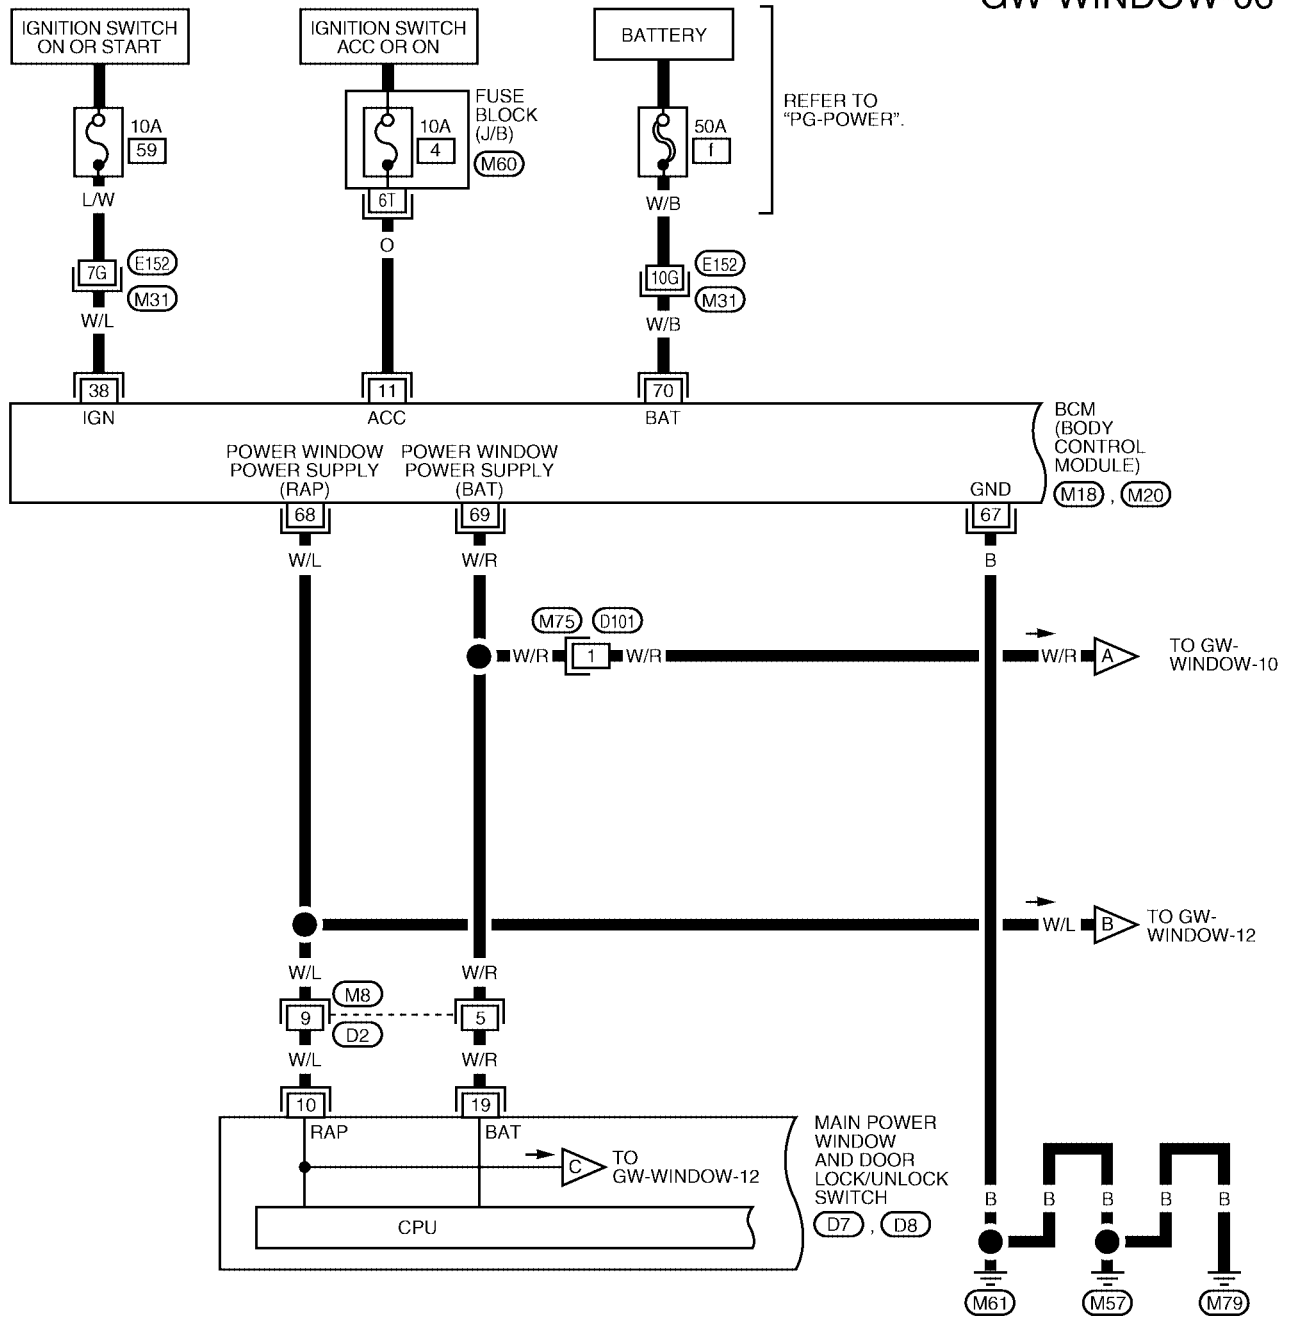 IGNITION SWITCH
ON OR START
IGNITION SWITCH
ACC OR ON
BATTERY
10A
59
10A
4
FUSE
BLOCK
(J/B)
M60
50A
f
REFER TO
"PG-POWER".
L/W
6T
W/B
O
7G
E152
M31
10G
E152
M31
W/L
W/B
38
11
70
IGN
ACC
BAT
BCM
(BODY
CONTROL
MODULE)
M18 , M20
POWER WINDOW
POWER SUPPLY
(RAP)
POWER WINDOW
POWER SUPPLY
(BAT)
GND
68
69
67
W/L
W/R
B
M75
D101
W/R
1
W/R
W/R
A
TO GW-
WINDOW-10
W/L
B
TO GW-
WINDOW-12
W/L
W/R
M8
9
5
D2
W/L
W/R
10
19
RAP
BAT
C
TO
GW-WINDOW-12
CPU
MAIN POWER
WINDOW
AND DOOR
LOCK/UNLOCK
SWITCH
D7 , D8
B
B
B
B
B
M61
M57
M79